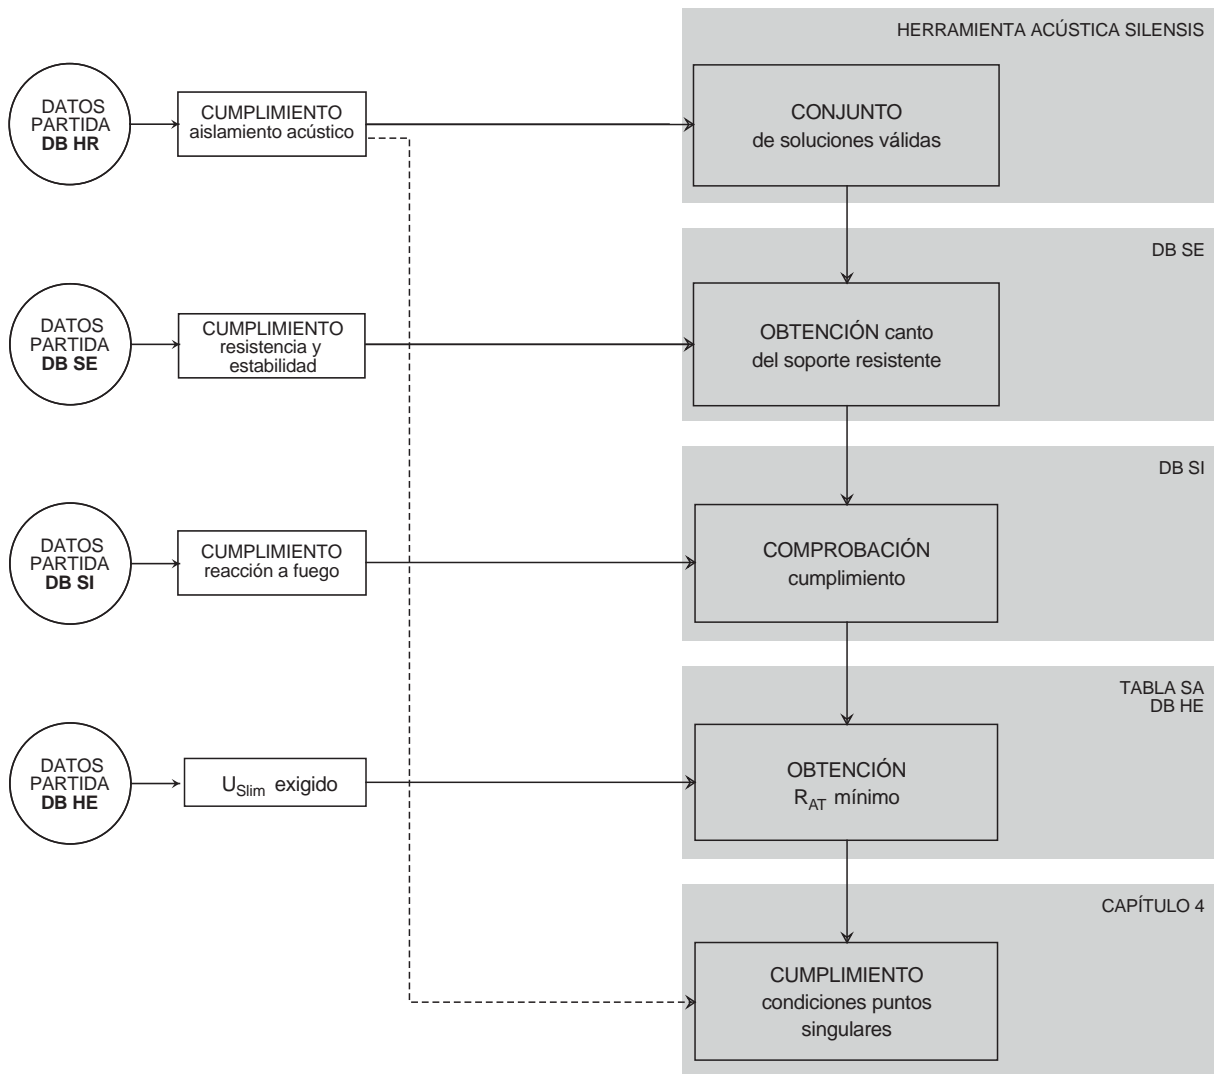 HERRAMIENTA ACÚSTICA SILENSIS
DATOS
PARTIDA
DB HR
CUMPLIMIENTO
aislamiento acústico
CONJUNTO
de soluciones válidas
DB SE
DATOS
PARTIDA
DB SE
CUMPLIMIENTO
resistencia y
estabilidad
OBTENCIÓN canto
del soporte resistente
DB SI
DATOS
PARTIDA
DB SI
CUMPLIMIENTO
reacción a fuego
COMPROBACIÓN
cumplimiento
TABLA SA
DB HE
DATOS
PARTIDA
DB HE
USlim exigido
OBTENCIÓN
RAT mínimo
CAPÍTULO 4
CUMPLIMIENTO
condiciones puntos
singulares